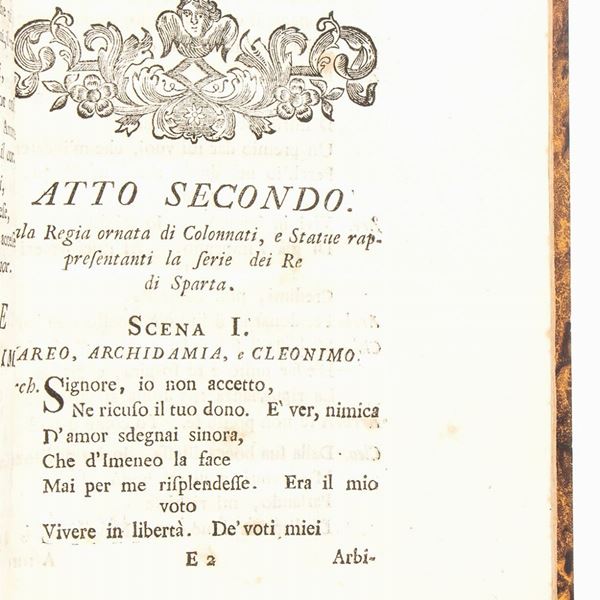 ATTO SECONDO.
ala Regia ornata di Colonnati, e Statue rap-
presentanti la serie dei Re
di Sparta.
SCENA I.
AREO, ARCHIDAMIA, e CLEONIMO.
ch. Signore, io non accetto,
Ne ricuso il tuo dono. E' ver, nimica
D'amor sdegnai sinora,
Che d'Imeneo la face
Mai per me risplendesse. Era il mio
voto
Vivere in libertà. De' voti miei
E 2 Arbi-